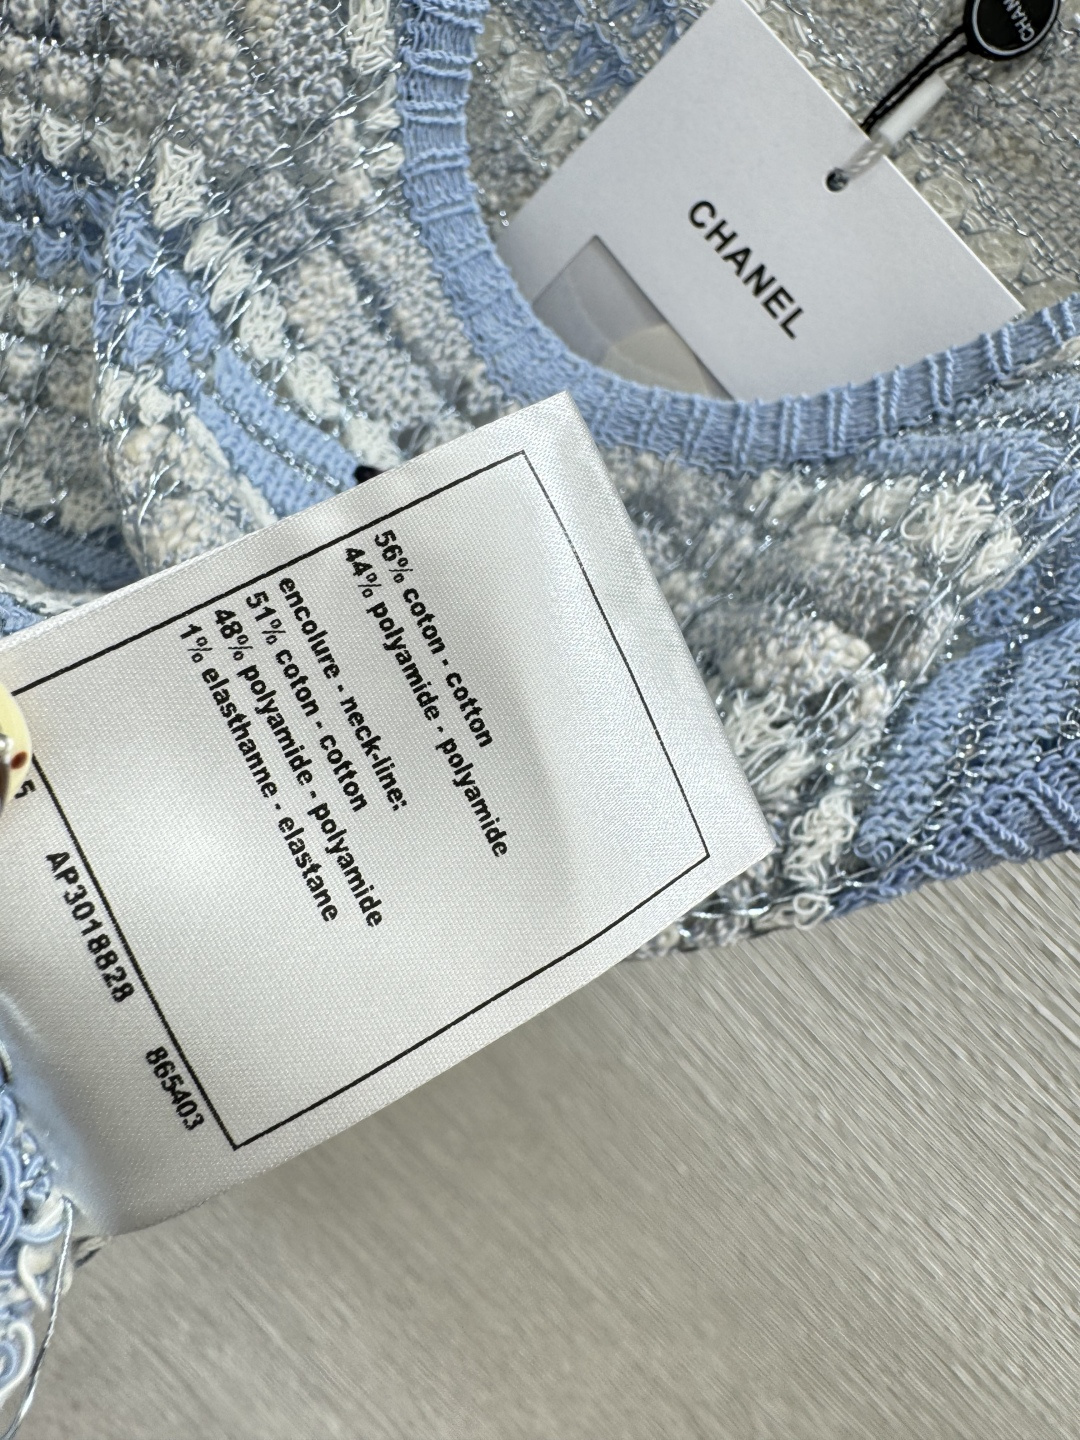 CHANEL
CHAN
56% coton - cotton
44% polyamide - polyamide
encolure - neck-line:
51% coton - cotton
48% polyamide - polyamide
1% elasthanne - elastane
AP3018828
865403